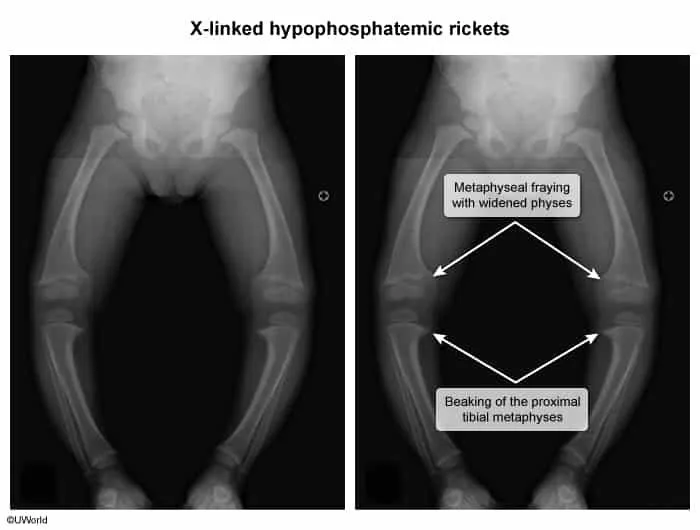 X-linked hypophosphatemic rickets
Metaphyseal fraying
with widened physes
Beaking of the proximal
tibial metaphyses
©UWorld